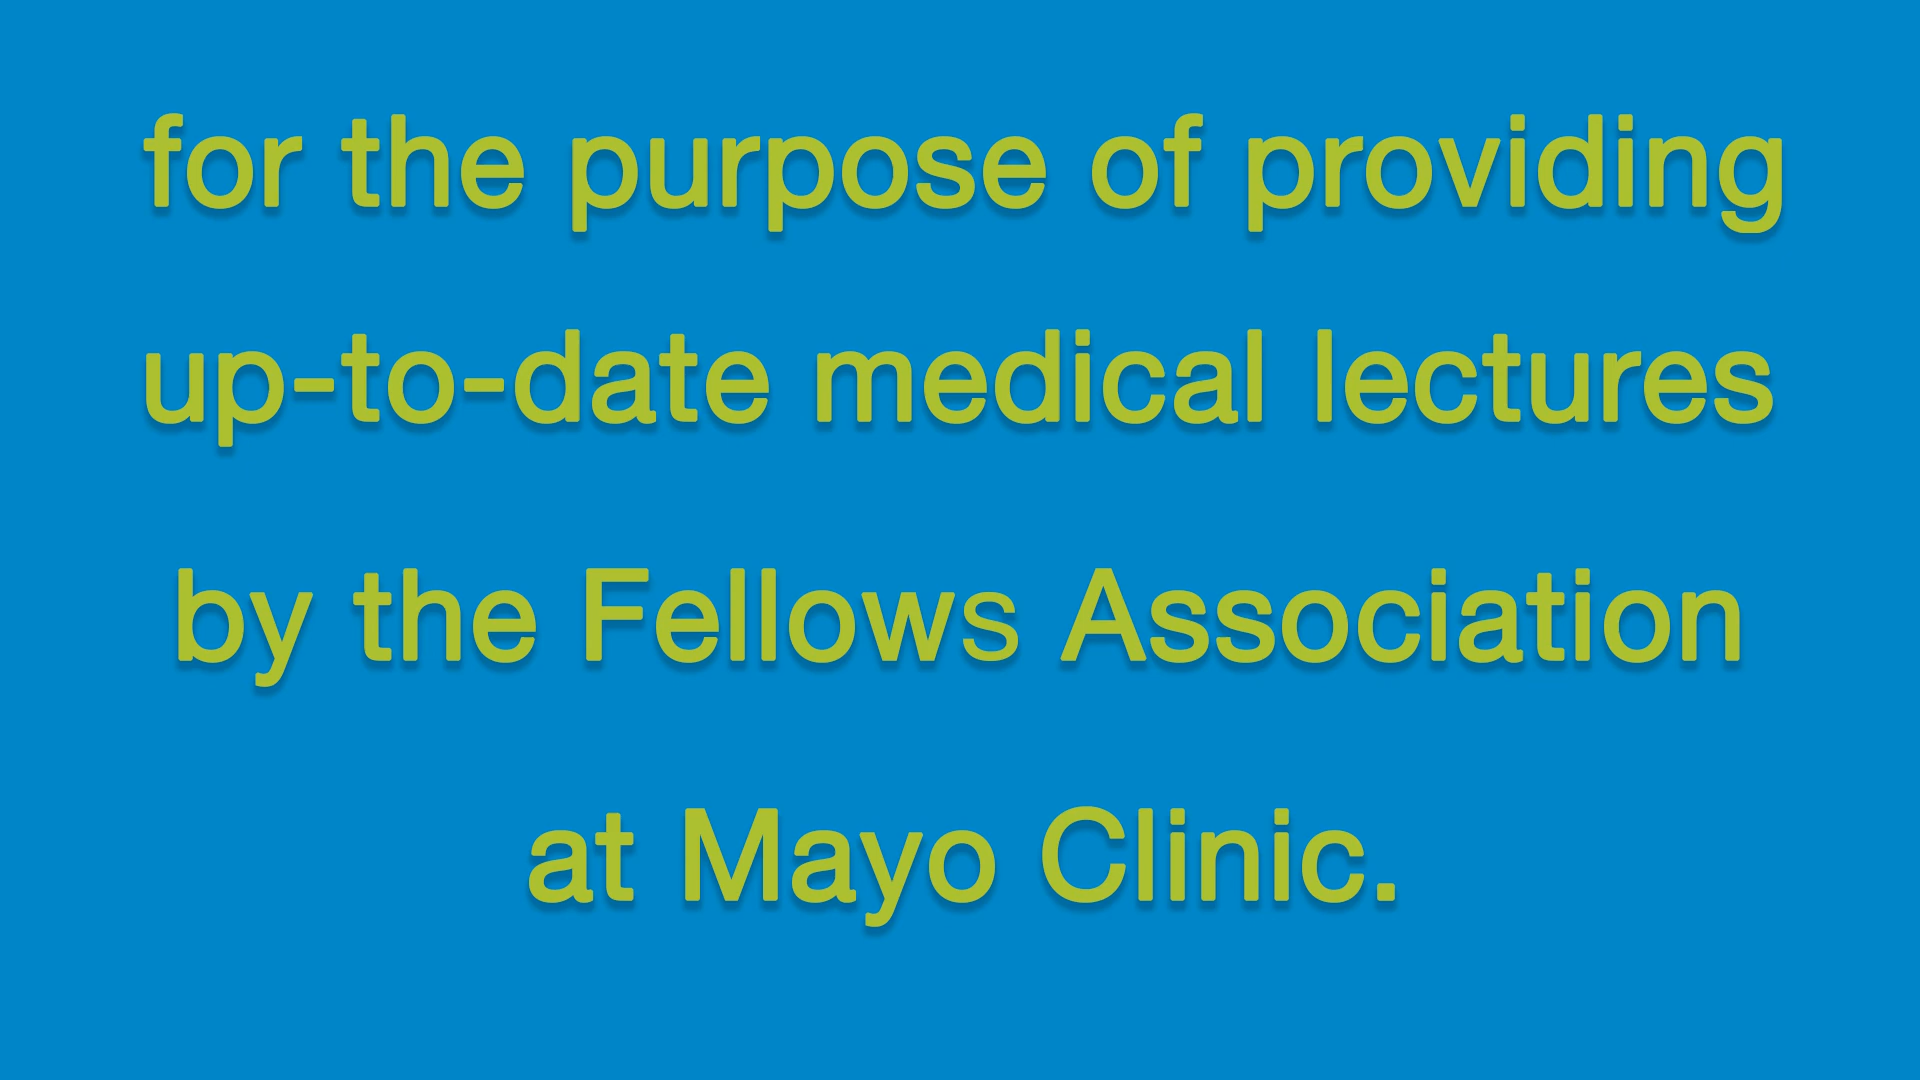 for the purpose of providing
up-to-date medical lectures
by the Fellows Association
at Mayo Clinic.